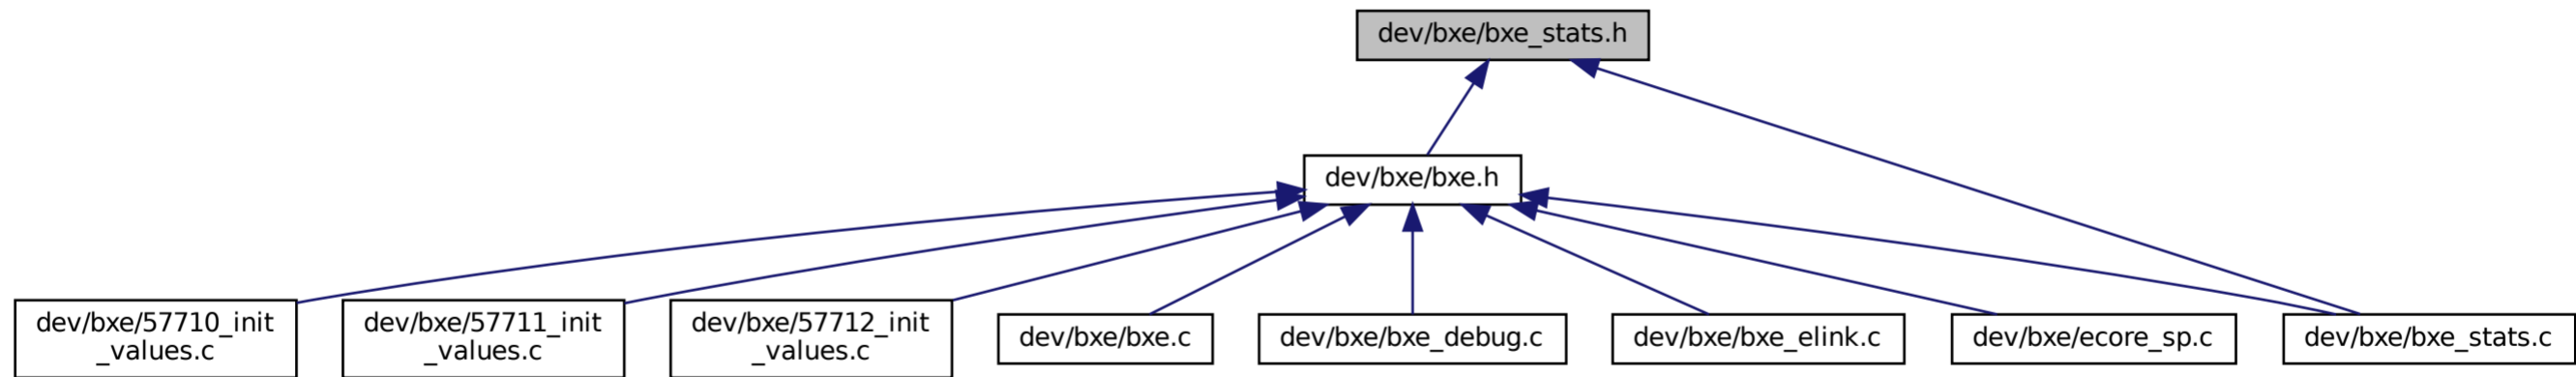 dev/bxe/bxe_stats.h
dev/bxe/bxe.h
dev/bxe/57710_init
_values.c
dev/bxe/57711_init
_values.c
dev/bxe/57712_init
_values.c
dev/bxe/bxe.c
dev/bxe/bxe_debug.c
dev/bxe/bxe_elink.c
dev/bxe/ecore_sp.c
dev/bxe/bxe_stats.c